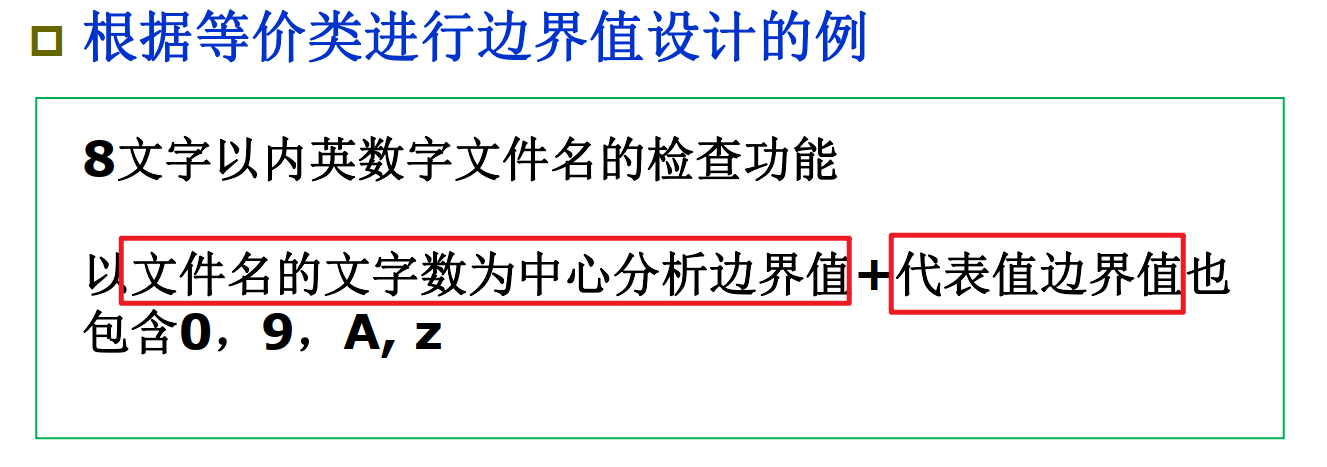 根据等价类进行边界值设计的例
8文字以内英数字文件名的检查功能
以文件名的文字数为中心分析边界值+代表值边界值也
包含0，9，A, z